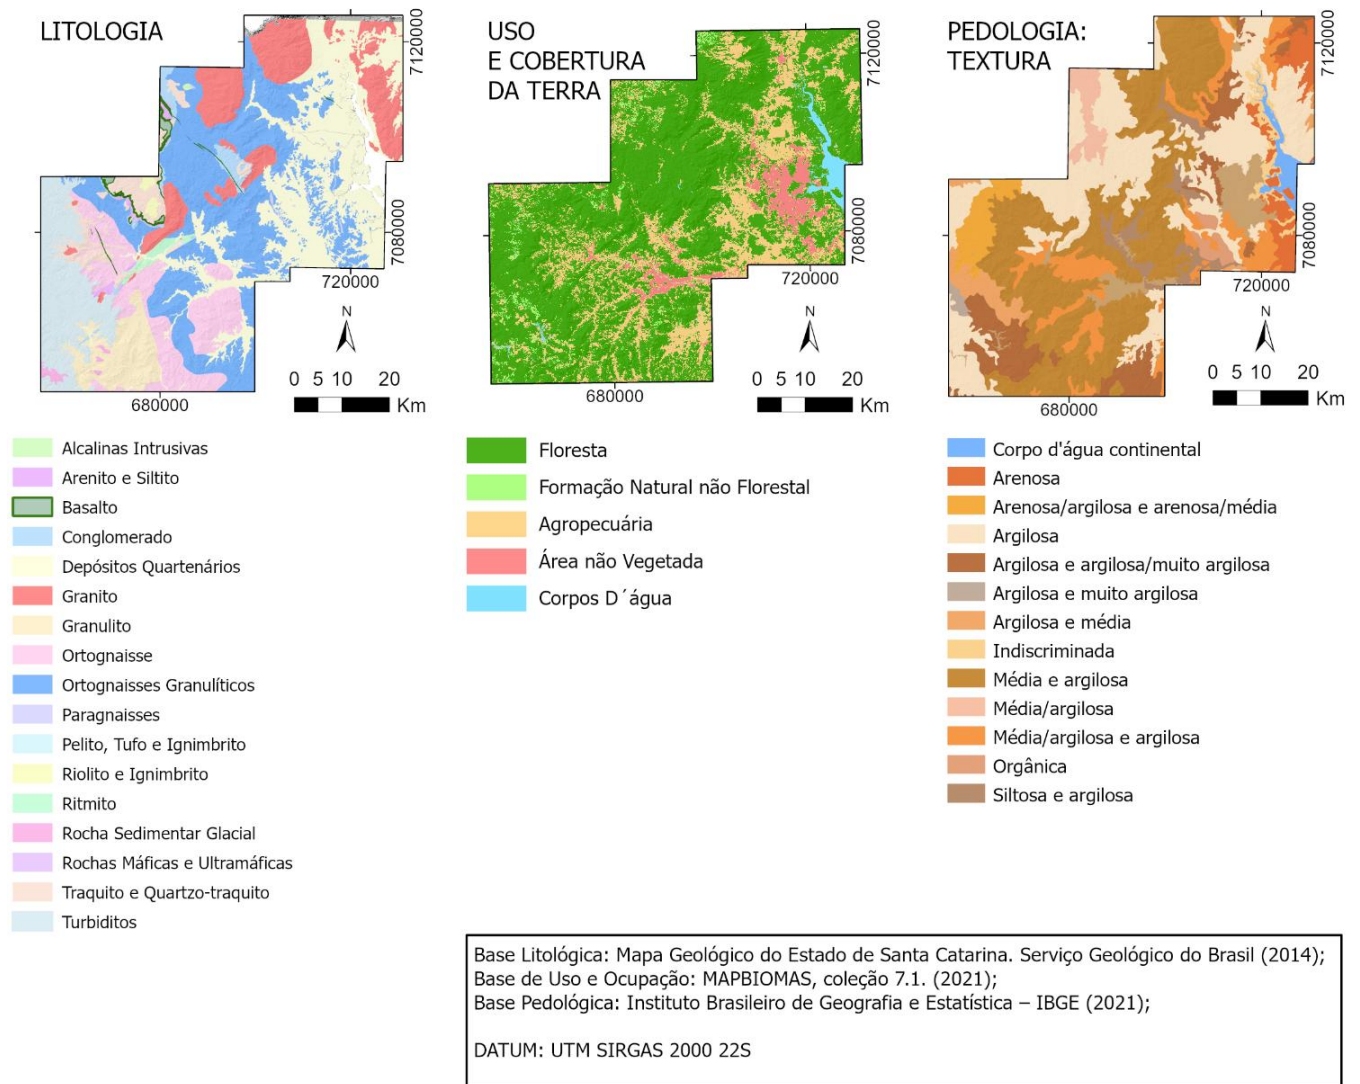 LITOLOGIA
7120000
7080000
720000
N
0 5 10 20
Km
680000
USO
E COBERTURA
DA TERRA
7120000
7080000
720000
N
0 5 10 20
Km
680000
PEDOLOGIA:
TEXTURA
7120000
7080000
720000
N
0 5 10 20
Km
680000
Alcalinas Intrusivas
Arenito e Siltito
Basalto
Conglomerado
Depósitos Quartenários
Granito
Granulito
Ortognaisse
Ortognaisses Granulíticos
Paragnaisses
Pelito, Tufo e Ignimbrito
Riolito e Ignimbrito
Ritmito
Rocha Sedimentar Glacial
Rochas Máficas e Ultramáficas
Traquito e Quartzo-traquito
Turbiditos
Floresta
Formação Natural não Florestal
Agropecuária
Área não Vegetada
Corpos D´água
Corpo d'água continental
Arenosa
Arenosa/argilosa e arenosa/média
Argilosa
Argilosa e argilosa/muito argilosa
Argilosa e muito argilosa
Argilosa e média
Indiscriminada
Média e argilosa
Média/argilosa
Média/argilosa e argilosa
Orgânica
Siltosa e argilosa
Base Litológica: Mapa Geológico do Estado de Santa Catarina. Serviço Geológico do Brasil (2014);
Base de Uso e Ocupação: MAPBIOMAS, coleção 7.1. (2021);
Base Pedológica: Instituto Brasileiro de Geografia e Estatística – IBGE (2021);
DATUM: UTM SIRGAS 2000 22S